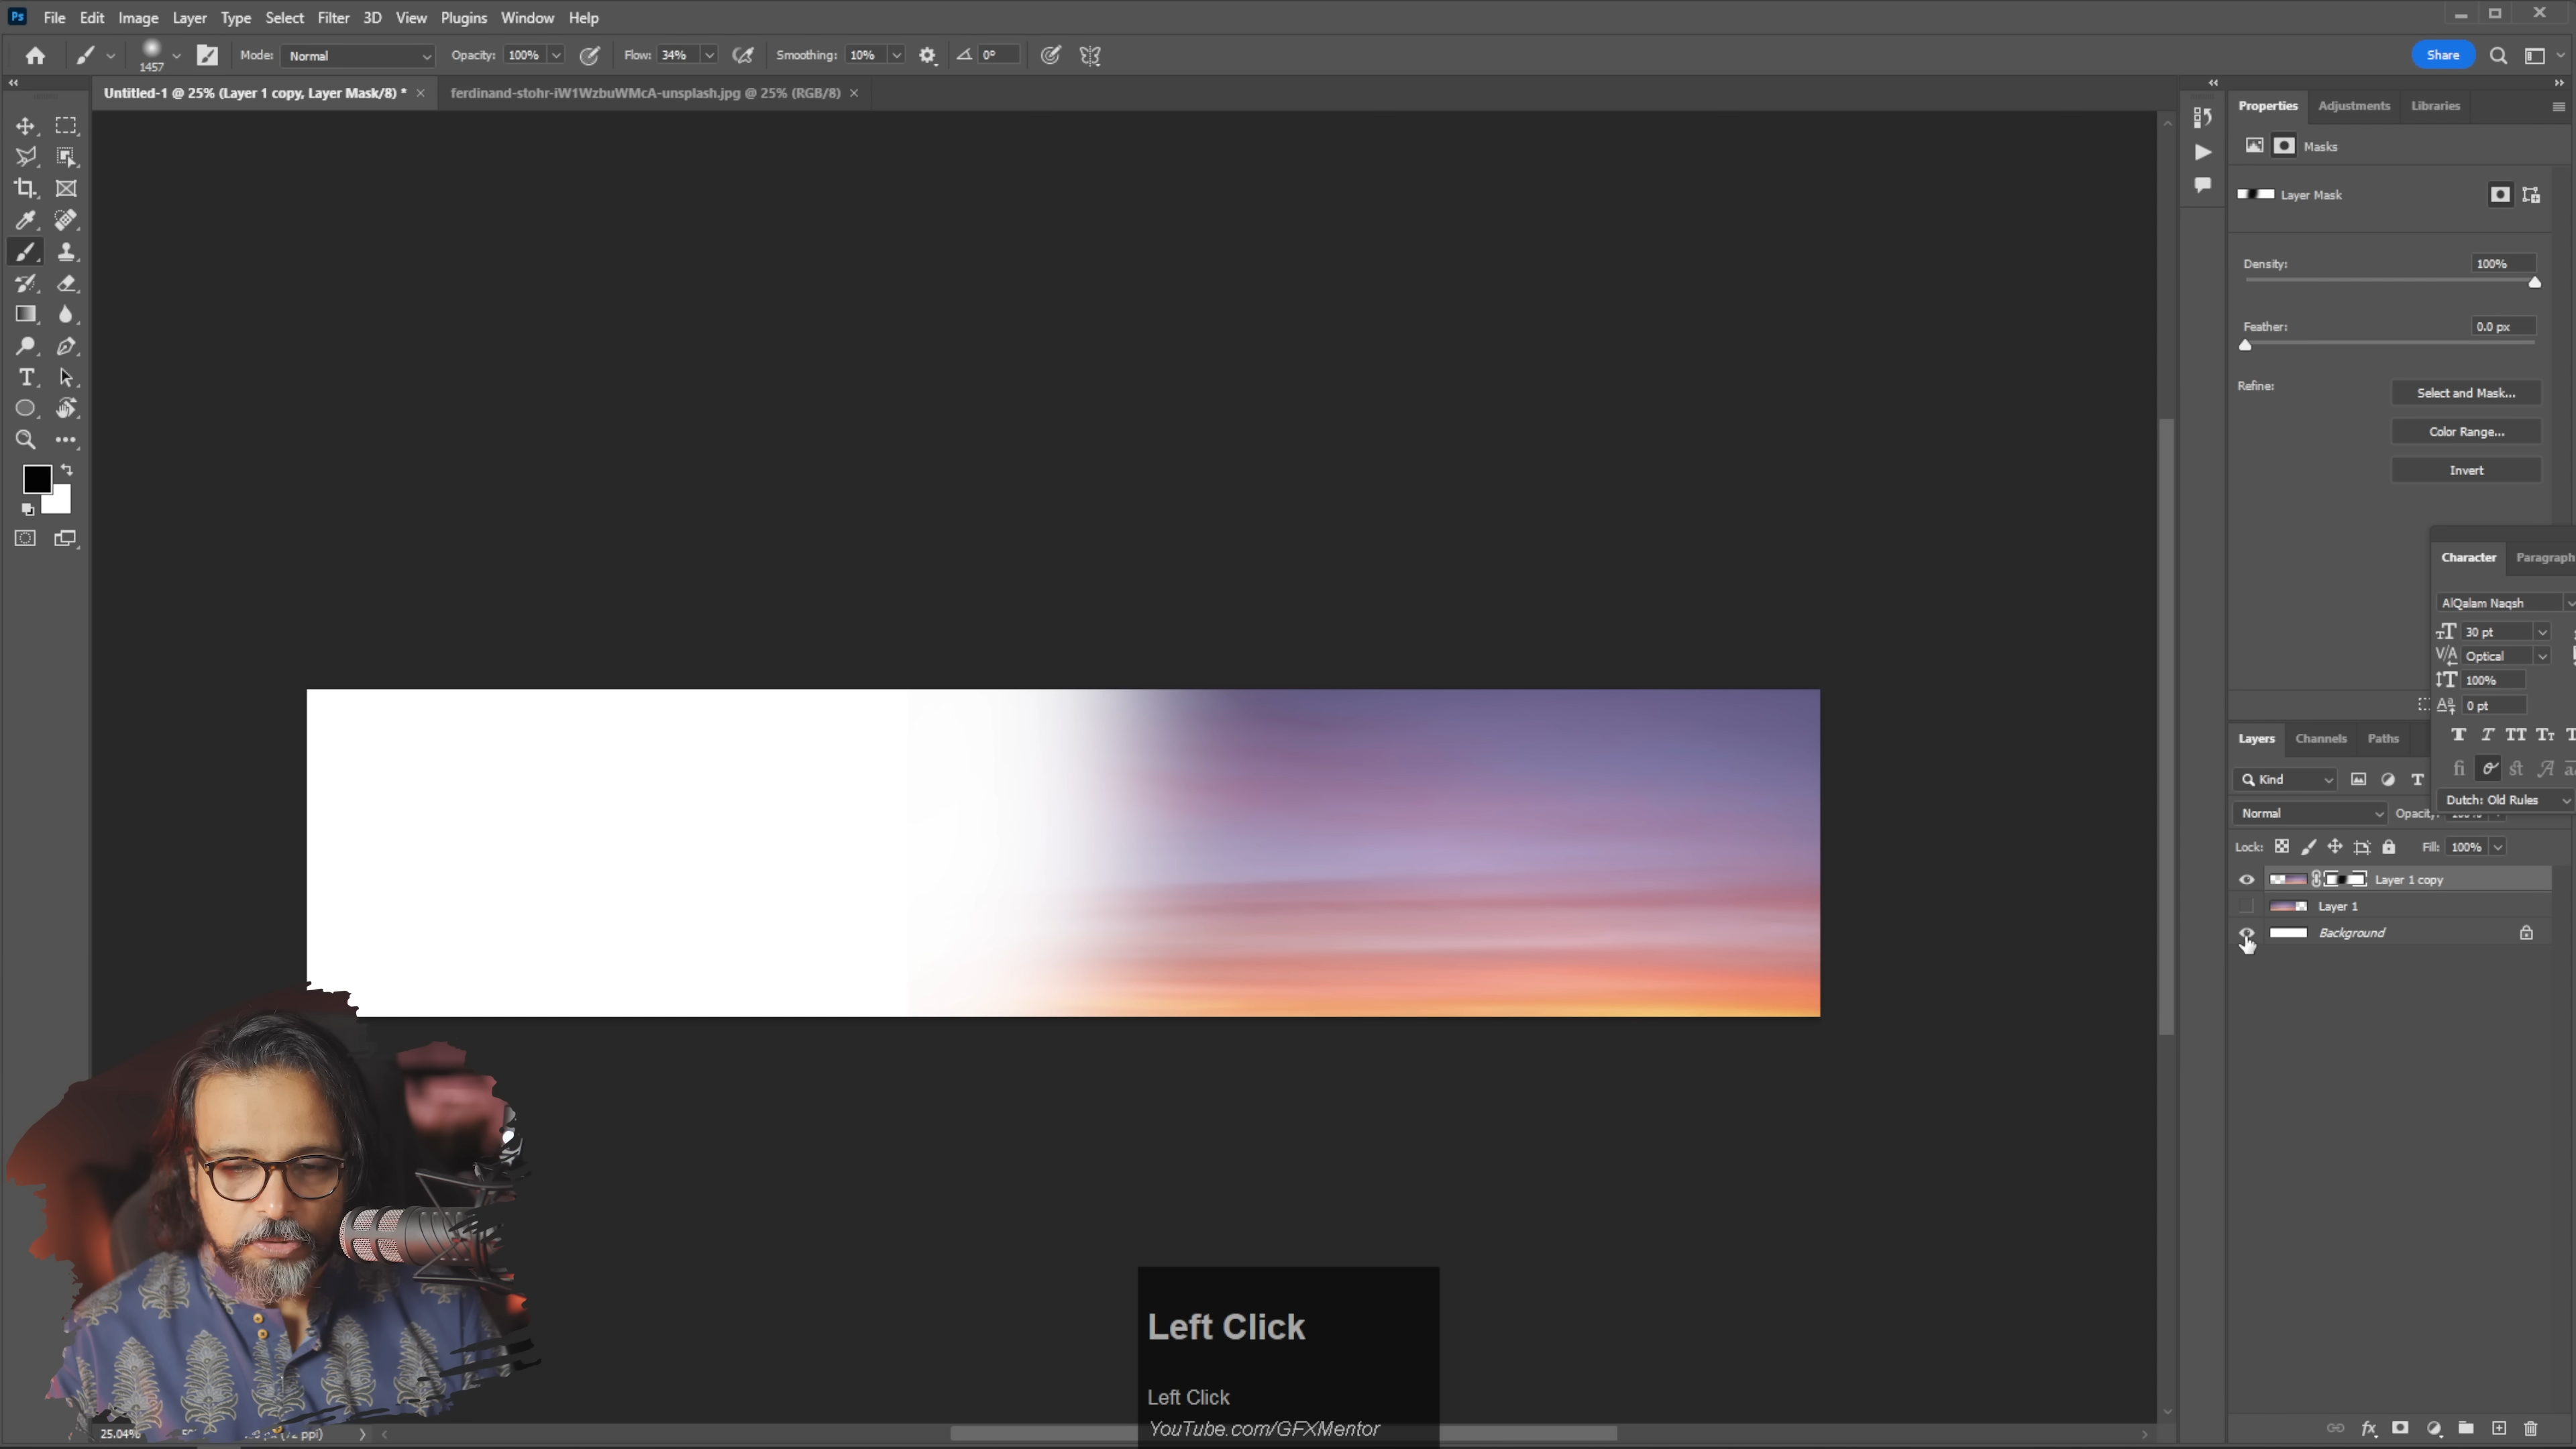 Ps File Edit Image Layer Type Select Filter 3D View Plugins Window Help
1457 Mode: Normal Opacity: 100% Flow: 34% Smoothing: 10% 0° Share
Untitled-1 @ 25% (Layer 1 copy, Layer Mask/8) * × ferdinand-stohr-iW1WzbuWMcA-unsplash.jpg @ 25% (RGB/8) ×
Properties Adjustments Libraries
Masks
Layer Mask
Density: 100%
Feather: 0.0 px
Refine: Select and Mask...
Color Range...
Invert
Character Paragraph
AlQalam Naqsh
30 pt
Optical
100%
0 pt
Layers Channels Paths
Kind
Dutch: Old Rules
Normal Opacity:
Lock: Fill: 100%
Layer 1 copy
Layer 1
Background
Left Click
Left Click
YouTube.com/GFXMentor
25.04% ppi)